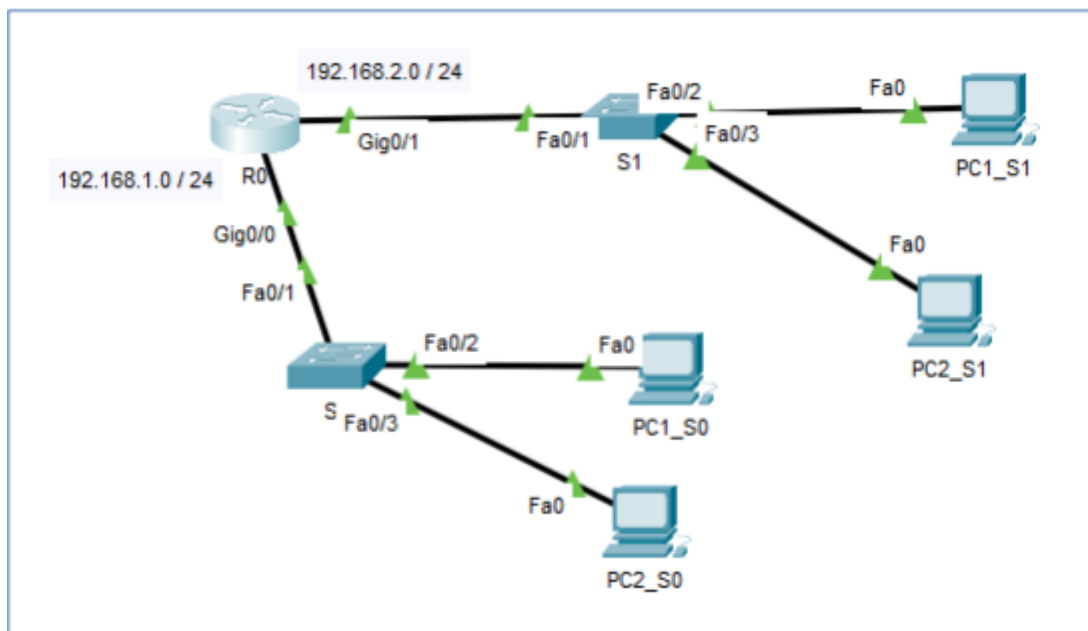 192.168.2.0 / 24
Fa0/2
Fa0
Gig0/1
Fa0/1
Fa0/3
S1
PC1_S1
R0
192.168.1.0 / 24
Gig0/0
Fa0
Fa0/1
Fa0/2
Fa0
PC2_S1
S
Fa0/3
PC1_S0
Fa0
PC2_S0